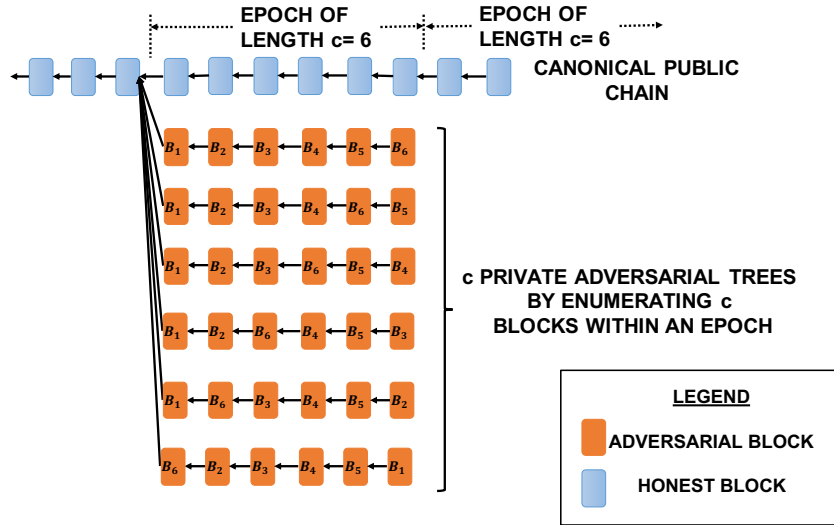 EPOCH OF
LENGTH c= 6
EPOCH OF
LENGTH c= 6
CANONICAL PUBLIC
CHAIN
B₁ B₂ B₃ B₄ B₅ B₆
B₁ B₂ B₃ B₄ B₆ B₅
B₁ B₂ B₃ B₆ B₅ B₄
B₁ B₂ B₆ B₄ B₅ B₃
B₁ B₆ B₃ B₄ B₅ B₂
B₆ B₂ B₃ B₄ B₅ B₁
c PRIVATE ADVERSARIAL TREES
BY ENUMERATING c
BLOCKS WITHIN AN EPOCH
LEGEND
ADVERSARIAL BLOCK
HONEST BLOCK